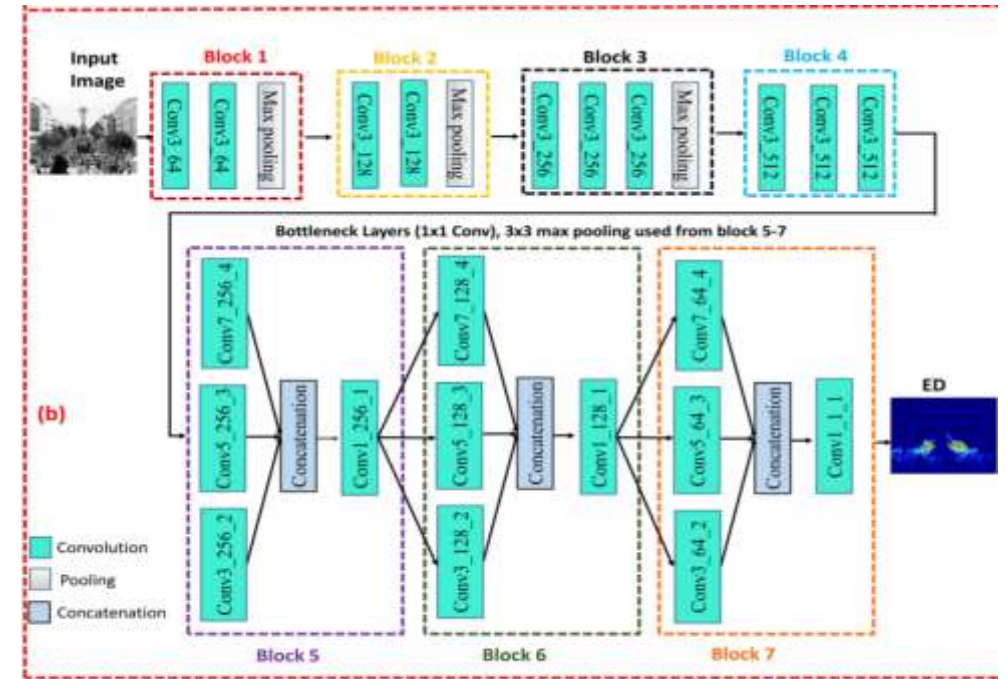 Input
Image
Block 1
Conv3_64
Conv3_64
Max pooling
Block 2
Conv3_128
Conv3_128
Max pooling
Block 3
Conv3_256
Conv3_256
Conv3_256
Max pooling
Block 4
Conv3_512
Conv3_512
Conv3_512
Bottleneck Layers (1x1 Conv), 3x3 max pooling used from block 5-7
(b)
Conv7_256_4
Conv5_256_3
Conv3_256_2
Concatenation
Conv1_256_1
Block 5
Conv7_128_4
Conv5_128_3
Conv3_128_2
Concatenation
Conv1_128_1
Block 6
Conv7_64_4
Conv5_64_3
Conv3_64_2
Concatenation
Conv1_1_1
Block 7
ED
Convolution
Pooling
Concatenation